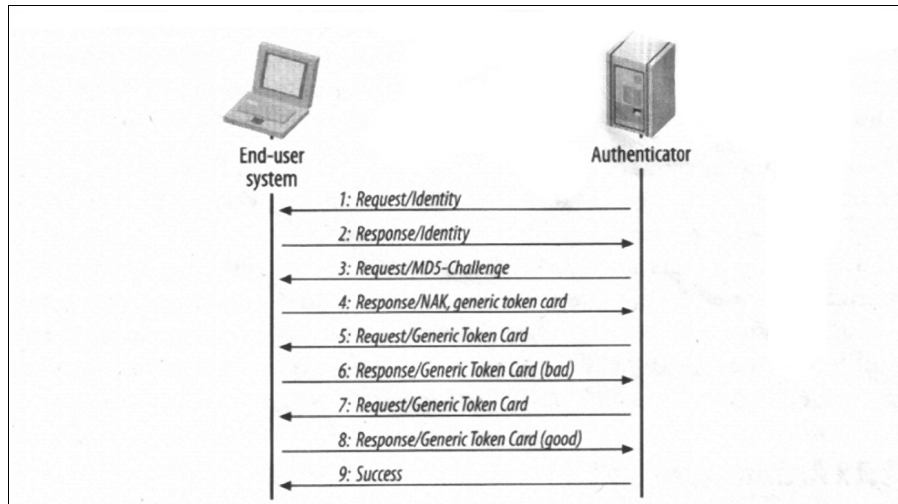 End-user
system
Authenticator
1: Request/Identity
2: Response/Identity
3: Request/MD5-Challenge
4: Response/NAK, generic token card
5: Request/Generic Token Card
6: Response/Generic Token Card (bad)
7: Request/Generic Token Card
8: Response/Generic Token Card (good)
9: Success